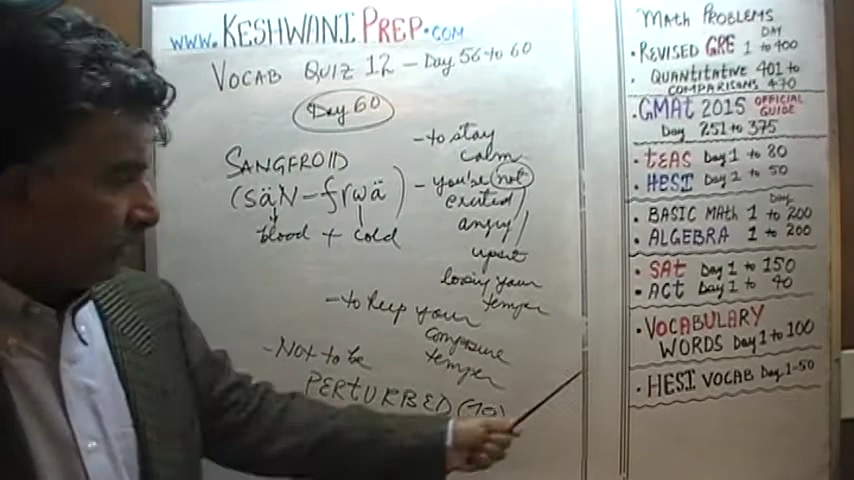 www.KESHWANIPREP.com
VOCAB QUIZ 12 - Day 56 to 60
Day 60
SANGFROID
(säN-frwä)
blood + cold
- to stay
calm
- you're not
excited/
angry/
upset
losing your
temper
- to keep your
composure
temper
- Not to be
PERTURBED (70)
MATH PROBLEMS
DAY
• REVISED GRE 1 to 400
• QUANTITATIVE 401 to
COMPARISONS 470
• GMAT 2015 OFFICIAL
GUIDE
Day 251 to 375
• TEAS Day 1 to 80
• HESI Day 1 to 50
Day
• BASIC MATH 1 to 200
• ALGEBRA 1 to 200
• SAT Day 1 to 150
• ACT Day 1 to 40
• VOCABULARY
WORDS Day 1 to 100
• HESI VOCAB Day 1-50